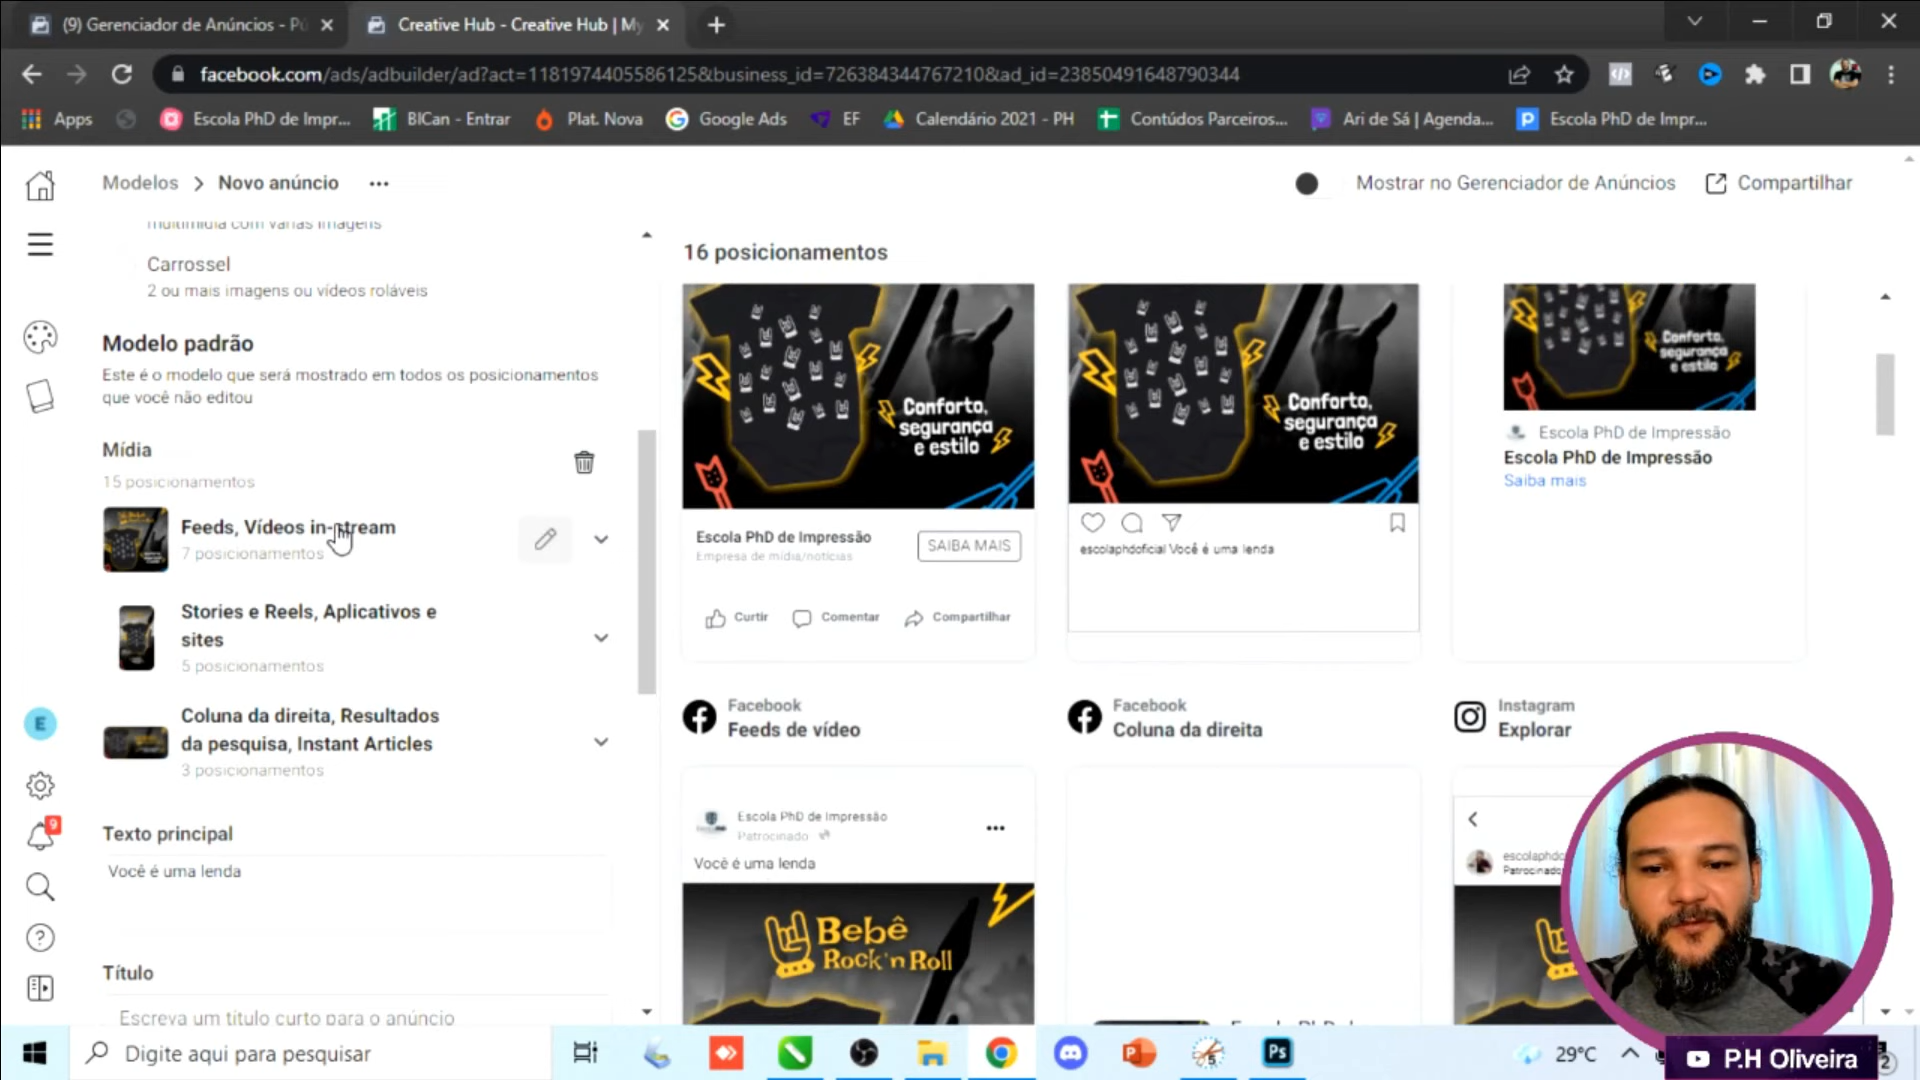 (9) Gerenciador de Anúncios - Pú
Creative Hub - Creative Hub | My
facebook.com/ads/adbuilder/ad?act=1181974405586125&business_id=726384344767210&ad_id=23850491648790344
Apps
Escola PhD de Impr...
BICan - Entrar
Plat. Nova
Google Ads
EF
Calendário 2021 - PH
Contúdos Parceiros...
Ari de Sá | Agenda...
Escola PhD de Impr...
Modelos
Novo anúncio
Mostrar no Gerenciador de Anúncios
Compartilhar
multimídia com várias imagens
Carrossel
2 ou mais imagens ou vídeos roláveis
Modelo padrão
Este é o modelo que será mostrado em todos os posicionamentos
que você não editou
Mídia
15 posicionamentos
Feeds, Vídeos in-stream
7 posicionamentos
Stories e Reels, Aplicativos e
sites
5 posicionamentos
Coluna da direita, Resultados
da pesquisa, Instant Articles
3 posicionamentos
Texto principal
Você é uma lenda
Título
Escreva um título curto para o anúncio
E
9
16 posicionamentos
Conforto,
segurança
e estilo
Escola PhD de Impressão
Empresa de mídia/notícias
SAIBA MAIS
Curtir
Comentar
Compartilhar
Conforto,
segurança
e estilo
escolaphdoficial Você é uma lenda
Conforto,
segurança
e estilo
Escola PhD de Impressão
Escola PhD de Impressão
Saiba mais
Facebook
Feeds de vídeo
Facebook
Coluna da direita
Instagram
Explorar
Escola PhD de Impressão
Patrocinado
Você é uma lenda
Bebê
Rock'n Roll
escolaphdo
Patrocinado
Digite aqui para pesquisar
Ps
29°C
P.H Oliveira
2